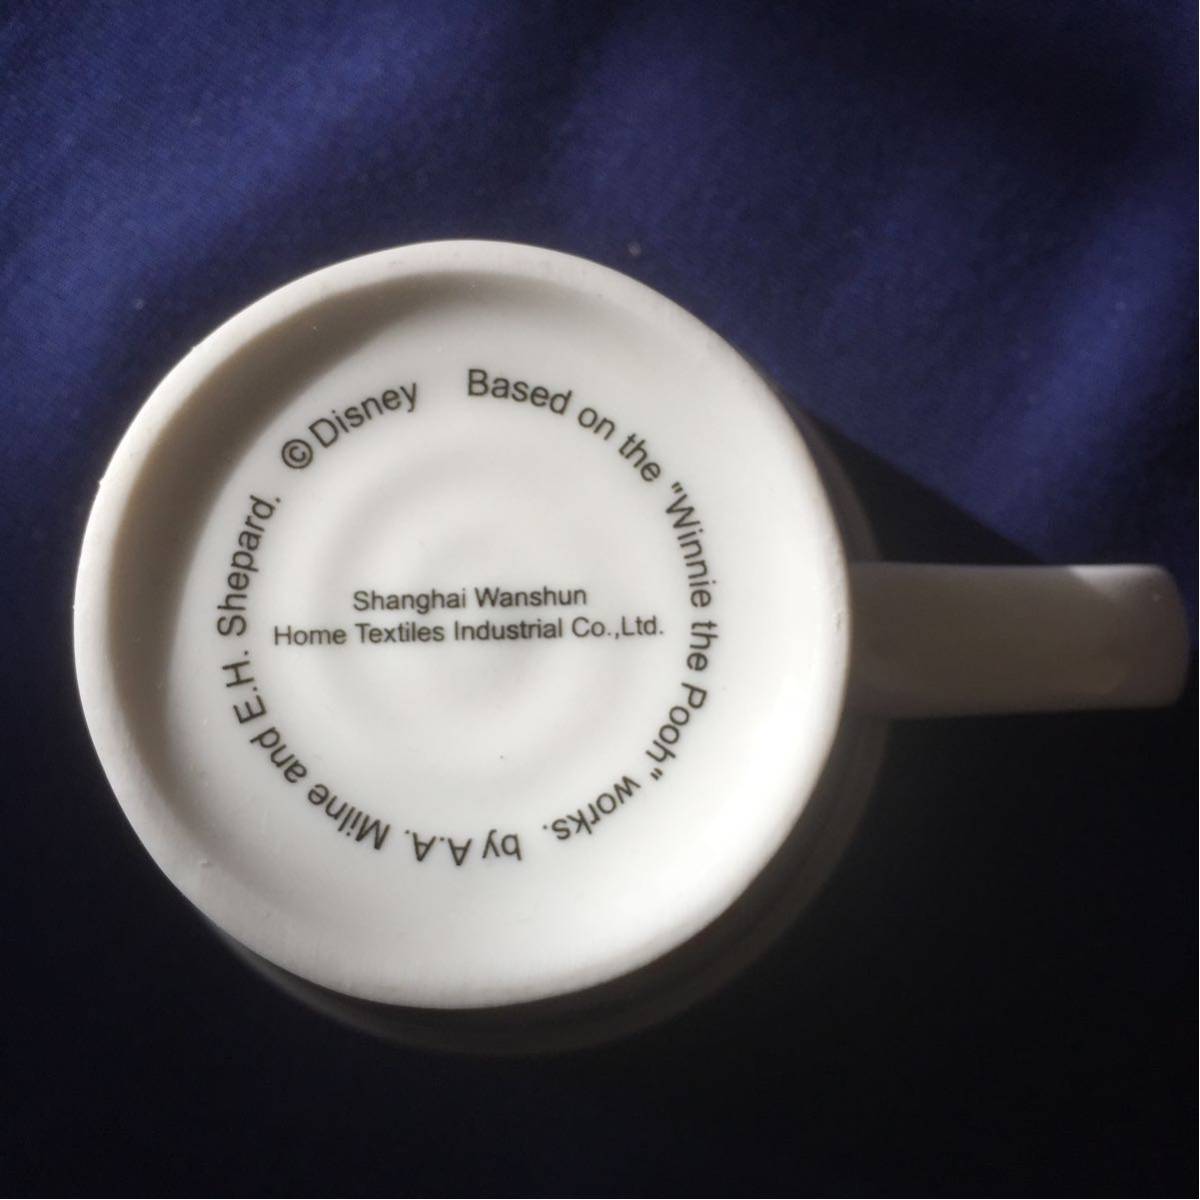 Based on the "Winnie the Pooh" works. by A.A. Milne and E.H. Shepard. © Disney
Shanghai Wanshun
Home Textiles Industrial Co.,Ltd.